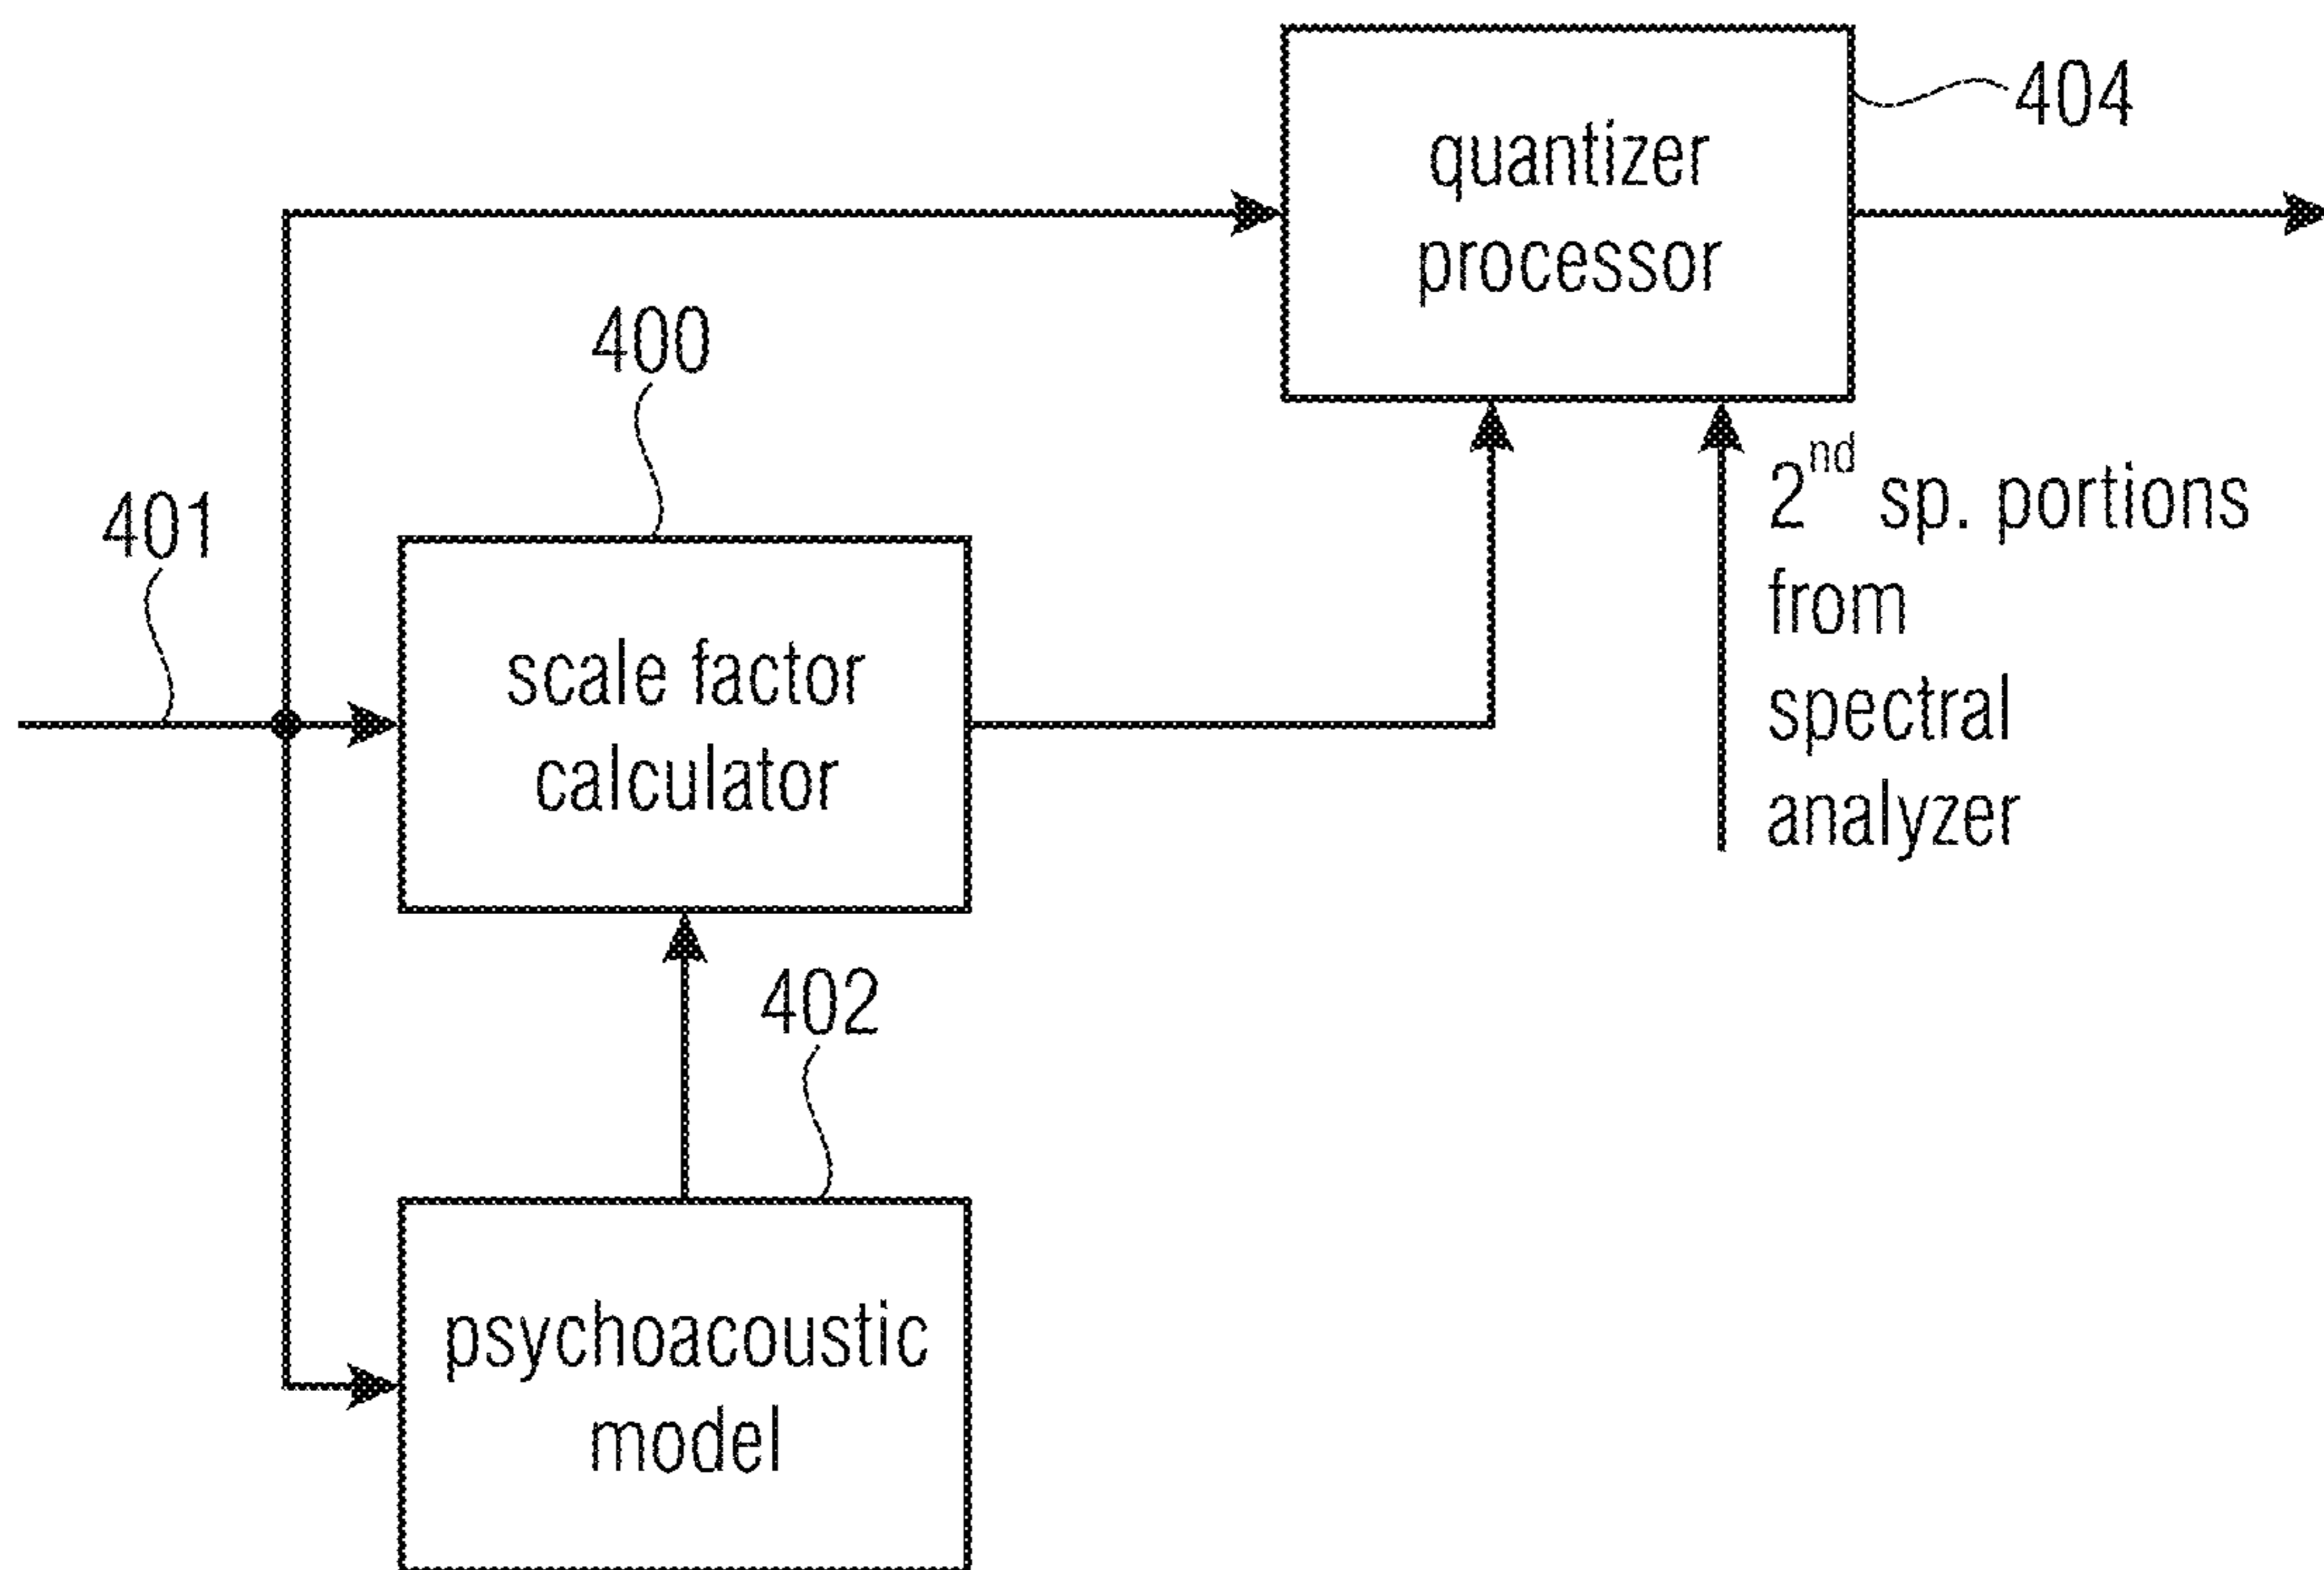 quantizer
processor
404
400
401
2nd sp. portions
from
spectral
analyzer
scale factor
calculator
402
psychoacoustic
model